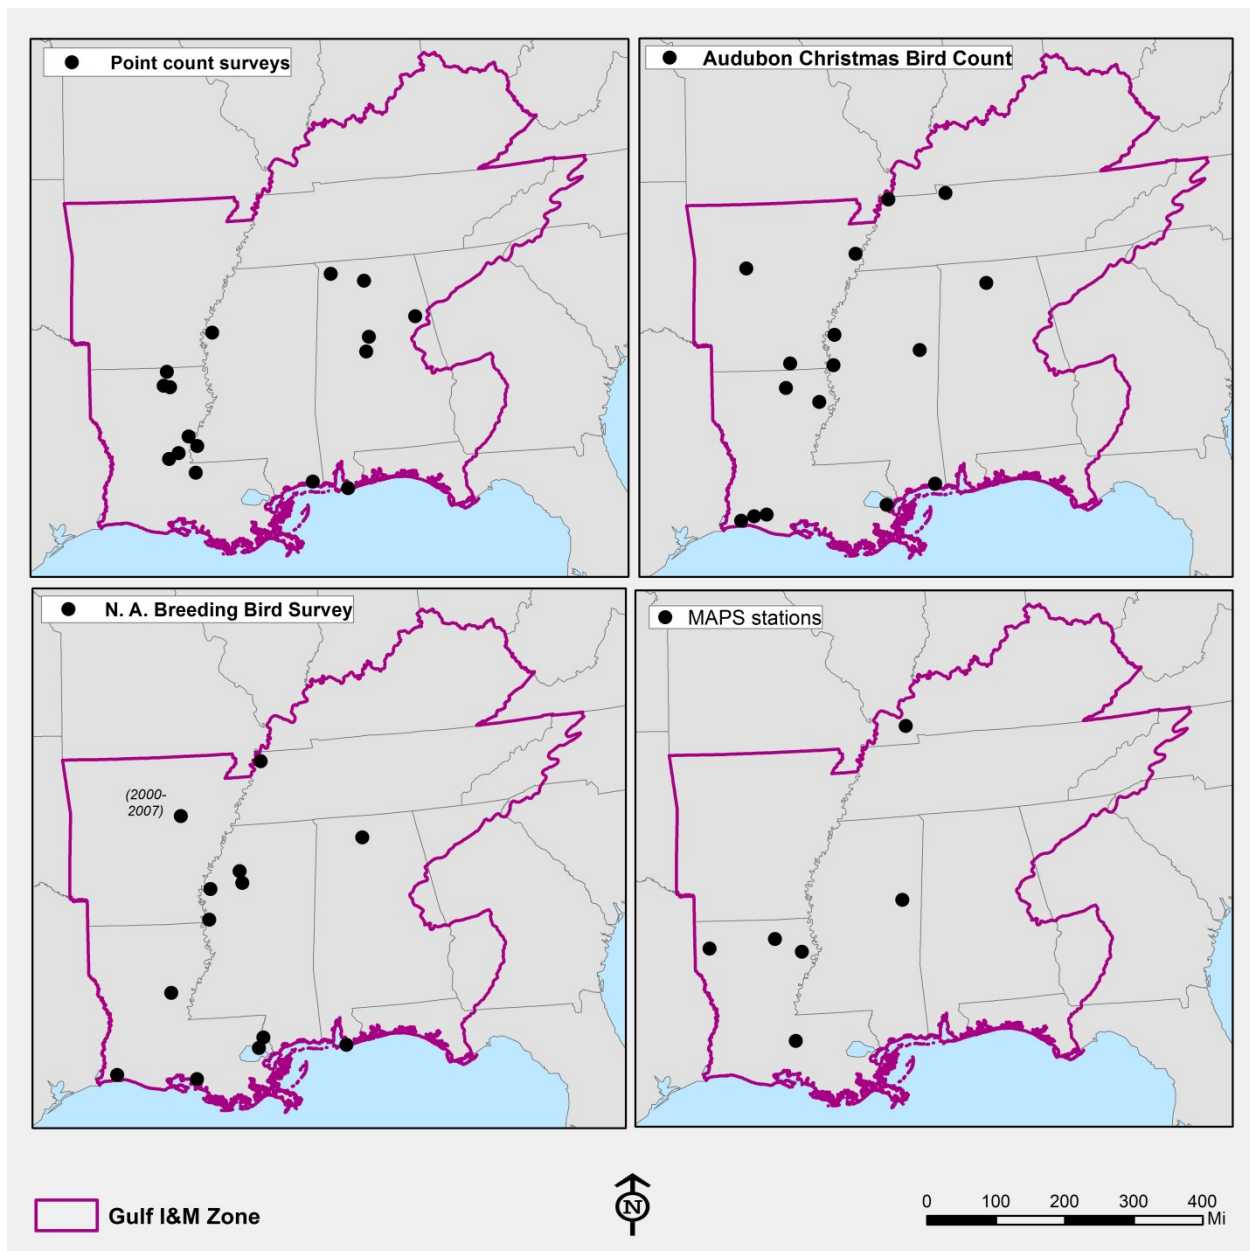 Point count surveys
Audubon Christmas Bird Count
N. A. Breeding Bird Survey
(2000-
2007)
MAPS stations
Gulf I&M Zone
N
0 100 200 300 400
Mi